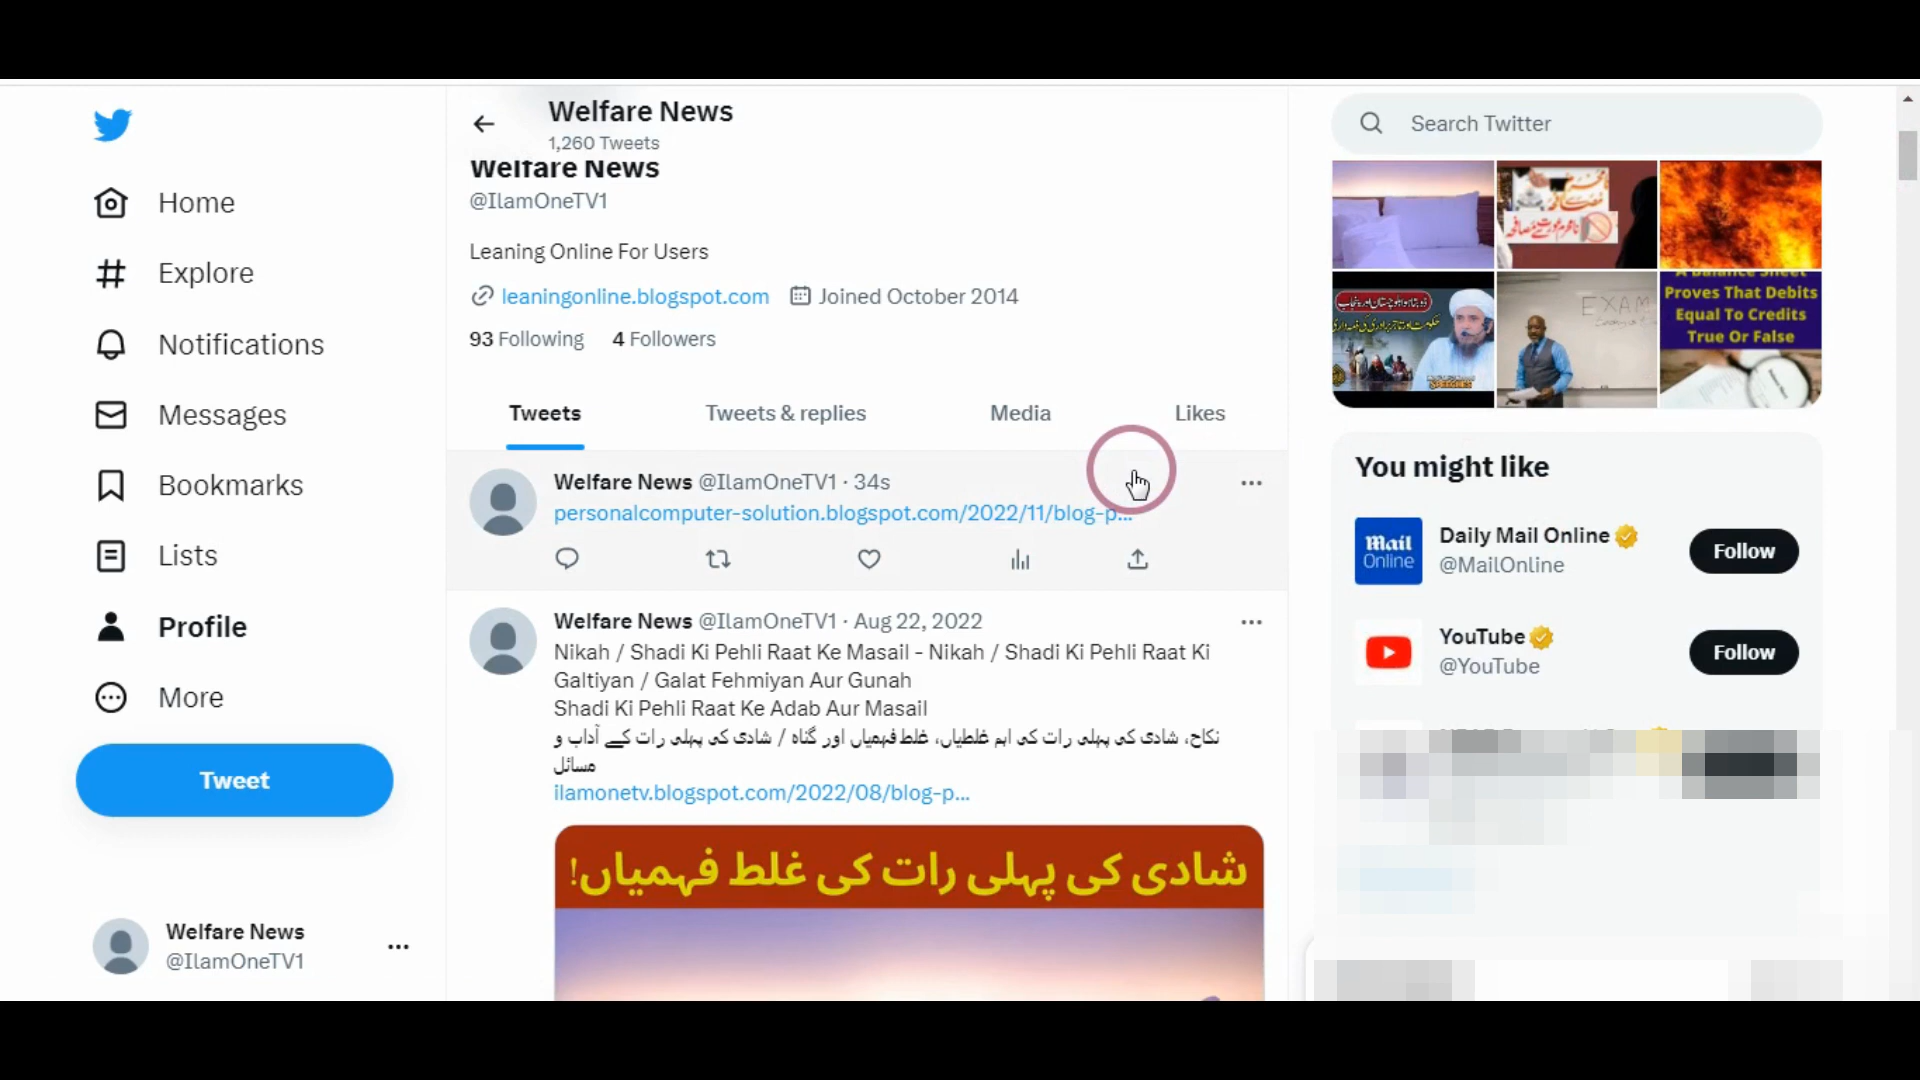 Welfare News
1,260 Tweets
Welfare News
@IlamOneTV1
Leaning Online For Users
leaningonline.blogspot.com Joined October 2014
93 Following 4 Followers
Tweets Tweets & replies Media Likes
Welfare News @IlamOneTV1 · 34s
personalcomputer-solution.blogspot.com/2022/11/blog-p...
Welfare News @IlamOneTV1 · Aug 22, 2022
Nikah / Shadi Ki Pehli Raat Ke Masail - Nikah / Shadi Ki Pehli Raat Ki
Galtiyan / Galat Fehmiyan Aur Gunah
Shadi Ki Pehli Raat Ke Adab Aur Masail
نکاح، شادی کی پہلی رات کی اہم غلطیاں، غلط فہمیاں اور گناہ / شادی کی پہلی رات کے آداب و
مسائل
ilamonetv.blogspot.com/2022/08/blog-p...
شادی کی پہلی رات کی غلط فہمیاں!
Home
Explore
Notifications
Messages
Bookmarks
Lists
Profile
More
Tweet
Welfare News
@IlamOneTV1
Search Twitter
EXAM
A Balance Sheet
Proves That Debits
Equal To Credits
True Or False
You might like
Mail
Online
Daily Mail Online
@MailOnline
Follow
YouTube
@YouTube
Follow